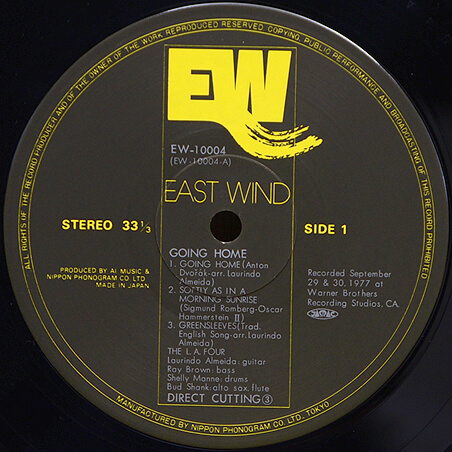 ALL RIGHTS OF THE RECORD PRODUCER AND OF THE OWNER OF THE WORK REPRODUCED RESERVED COPYING PUBLIC PERFORMANCE AND BROADCASTING OF THIS RECORD PROHIBITED
EW
EW-10004
(EW-10004-A)
EAST WIND
STEREO 33 1/3
SIDE 1
GOING HOME
1. GOING HOME (Anton
Dvořák-arr. Laurindo
Almeida)
2. SOFTLY AS IN A
MORNING SUNRISE
(Sigmund Romberg-Oscar
Hammerstein II)
3. GREENSLEEVES (Trad.
English Song-arr. Laurindo
Almeida)
THE L.A. FOUR
Laurindo Almeida: guitar
Ray Brown: bass
Shelly Manne: drums
Bud Shank: alto sax, flute
DIRECT CUTTING③
PRODUCED BY AI MUSIC &
NIPPON PHONOGRAM CO. LTD.
MADE IN JAPAN
Recorded September
29 & 30, 1977 at
Warner Brothers
Recording Studios, CA.
MANUFACTURED BY NIPPON PHONOGRAM CO. LTD., TOKYO